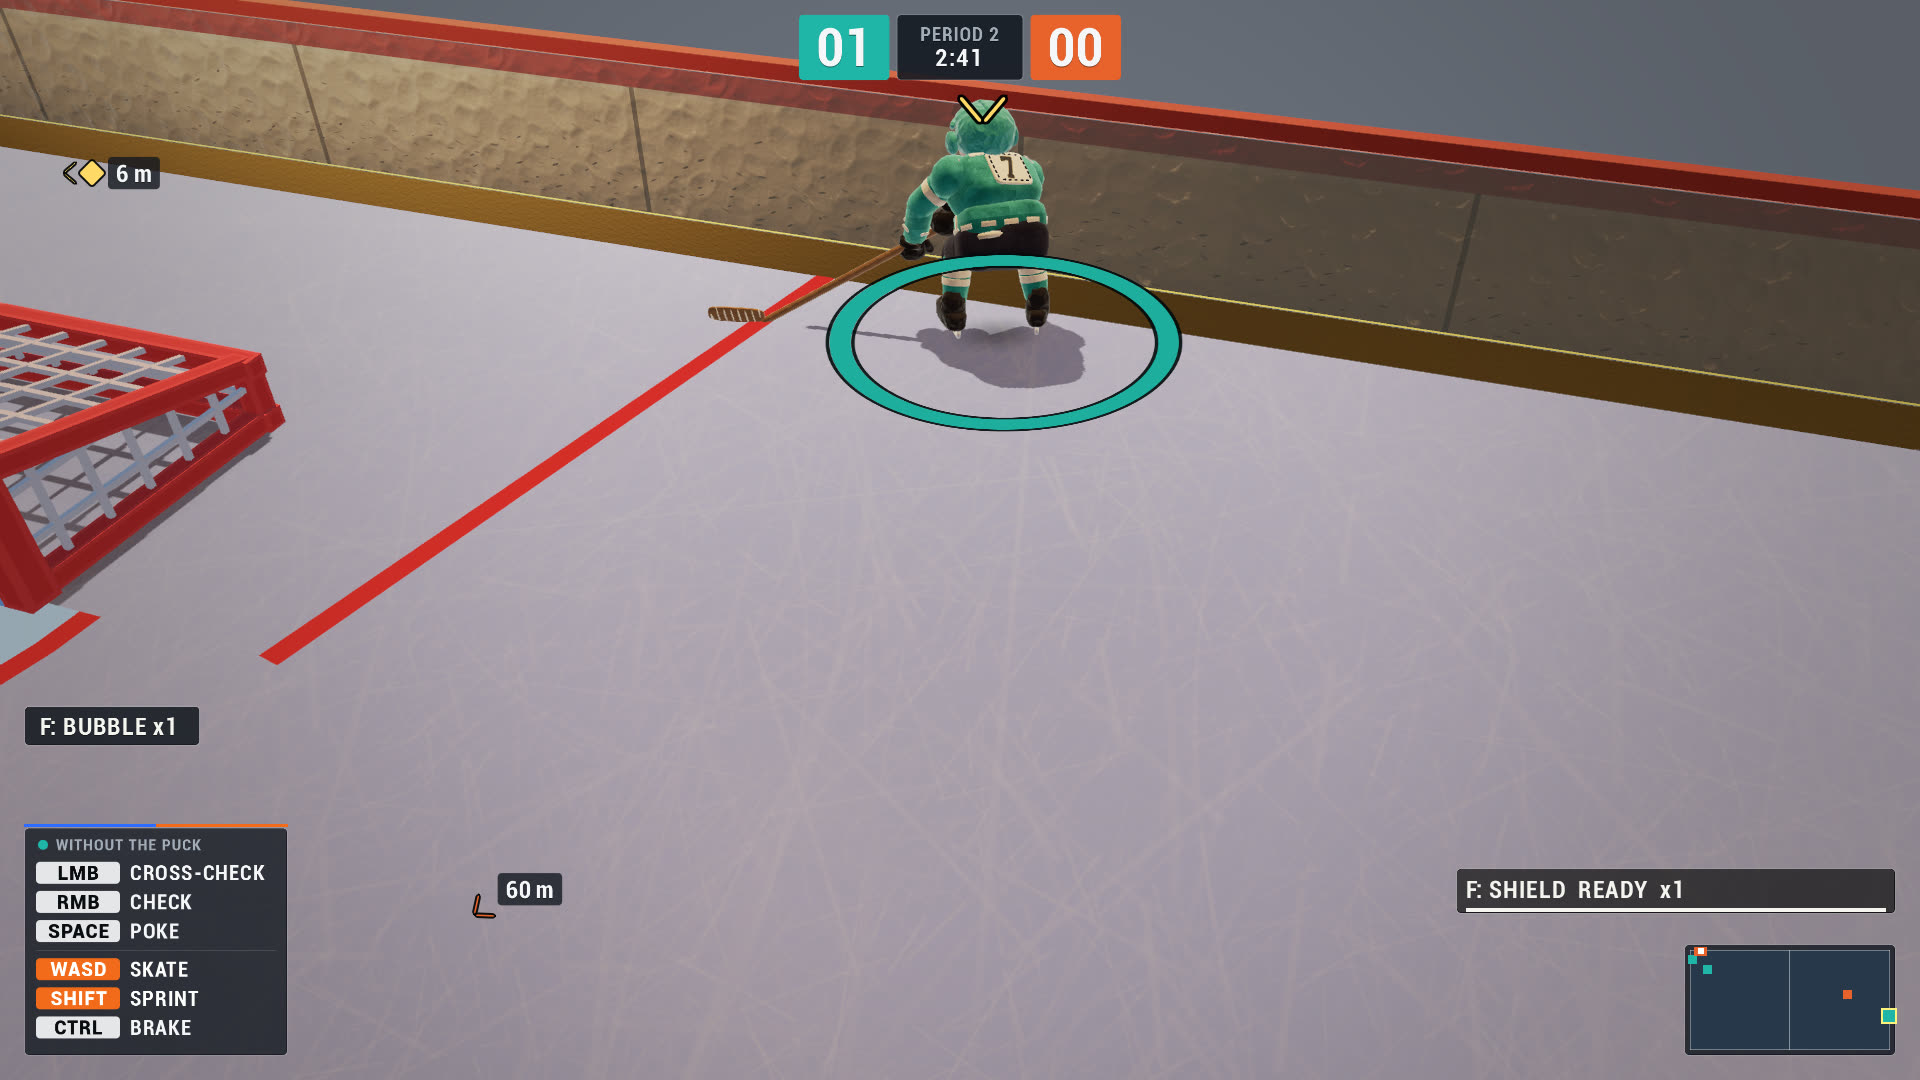 01
PERIOD 2
2:41
00
7
6 m
F: BUBBLE x1
WITHOUT THE PUCK
LMB CROSS-CHECK
RMB CHECK
SPACE POKE
WASD SKATE
SHIFT SPRINT
CTRL BRAKE
60 m
F: SHIELD READY x1